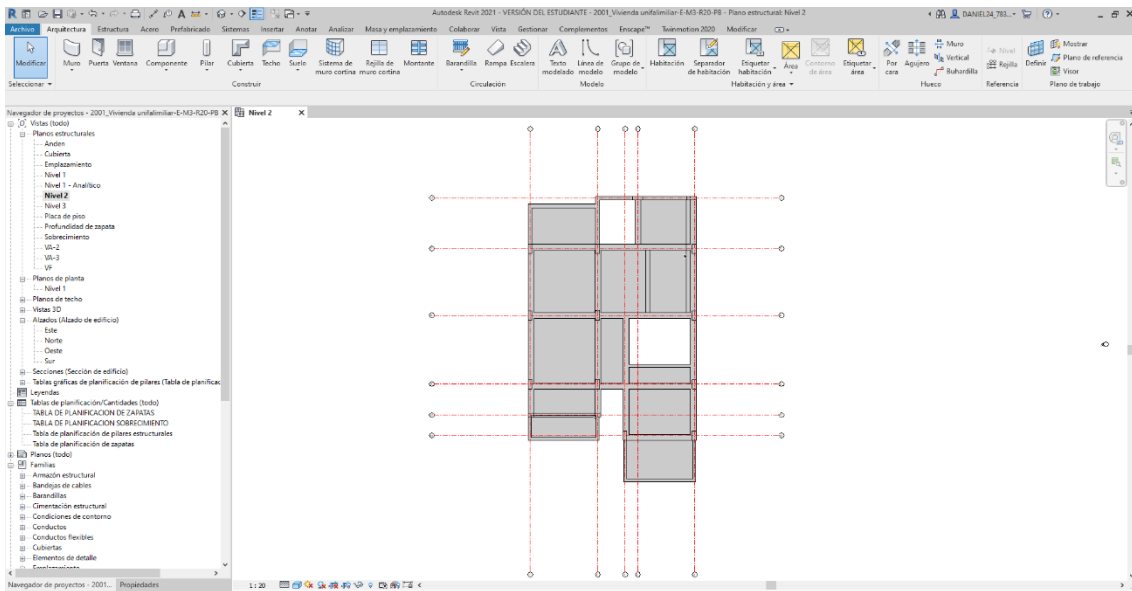 Autodesk Revit 2021 - VERSIÓN DEL ESTUDIANTE - 2001_Vivienda unifalimiliar-E-M3-R20-PB - Plano estructural: Nivel 2
DANIEL24_783...
Archivo Arquitectura Estructura Acero Prefabricado Sistemas Insertar Anotar Analizar Masa y emplazamiento Colaborar Vista Gestionar Complementos Enscape™ Twinmotion 2020 Modificar
Modificar Muro Puerta Ventana Componente Pilar Cubierta Techo Suelo Sistema de muro cortina Rejilla de muro cortina Montante Barandilla Rampa Escalera Texto modelado Línea de modelo Grupo de modelo Habitación Separador de habitación Etiquetar habitación Área Contorno de área Etiquetar área Por cara Agujero Muro Vertical Buhardilla Nivel Rejilla Definir Mostrar Plano de referencia Visor
Seleccionar Construir Circulación Modelo Habitación y área Hueco Referencia Plano de trabajo
Navegador de proyectos - 2001_Vivienda unifalimiliar-E-M3-R20-PB
Nivel 2
Vistas (todo)
Planos estructurales
Anden
Cubierta
Emplazamiento
Nivel 1
Nivel 1 - Analítico
Nivel 2
Nivel 3
Placa de piso
Profundidad de zapata
Sobrecimiento
VA-2
VA-3
VF
Planos de planta
Nivel 1
Planos de techo
Vistas 3D
Alzados (Alzado de edificio)
Este
Norte
Oeste
Sur
Secciones (Sección de edificio)
Tablas gráficas de planificación de pilares (Tabla de planificac
Leyendas
Tablas de planificación/Cantidades (todo)
TABLA DE PLANIFICACION DE ZAPATAS
TABLA DE PLANIFICACION SOBRECIMIENTO
Tabla de planificación de pilares estructurales
Tabla de planificación de zapatas
Planos (todo)
Familias
Armazón estructural
Bandejas de cables
Barandillas
Cimentación estructural
Condiciones de contorno
Conductos
Conductos flexibles
Cubiertas
Elementos de detalle
Emplazamiento
Navegador de proyectos - 2001... Propiedades
1 : 20